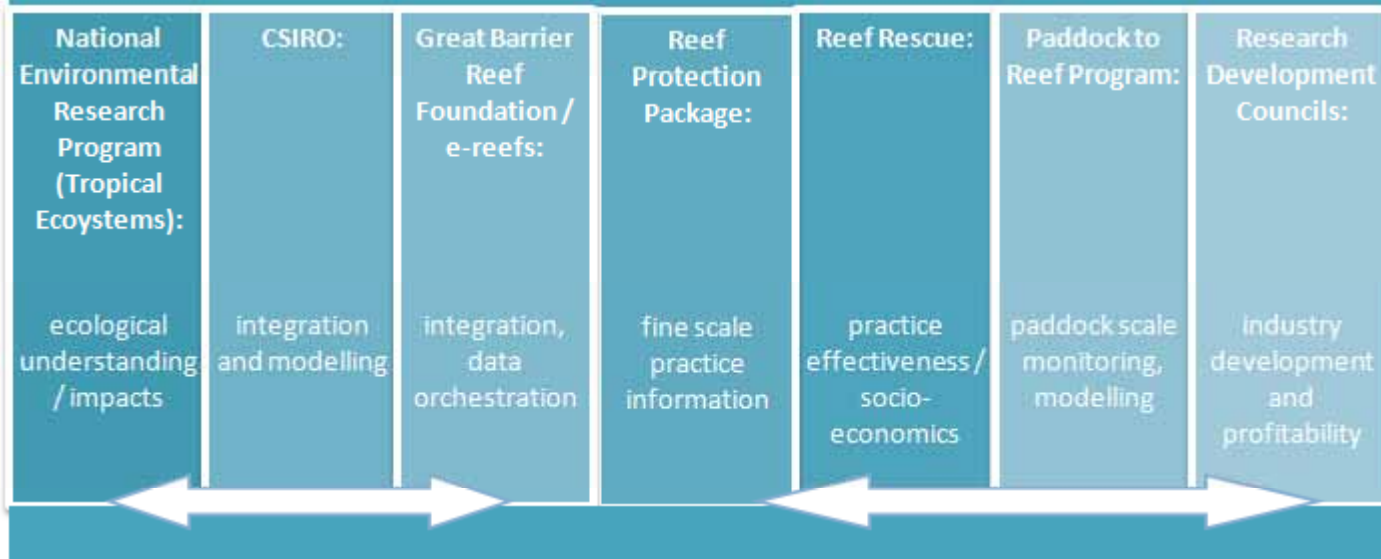 National
Environmental
Research
Program
(Tropical
Ecoystems):
ecological
understanding
/ impacts
CSIRO:
integration
and modelling
Great Barrier
Reef
Foundation /
e-reefs:
integration,
data
orchestration
Reef
Protection
Package:
fine scale
practice
information
Reef Rescue:
practice
effectiveness /
socio-
economics
Paddock to
Reef Program:
paddock scale
monitoring,
modelling
Research
Development
Councils:
industry
development
and
profitability